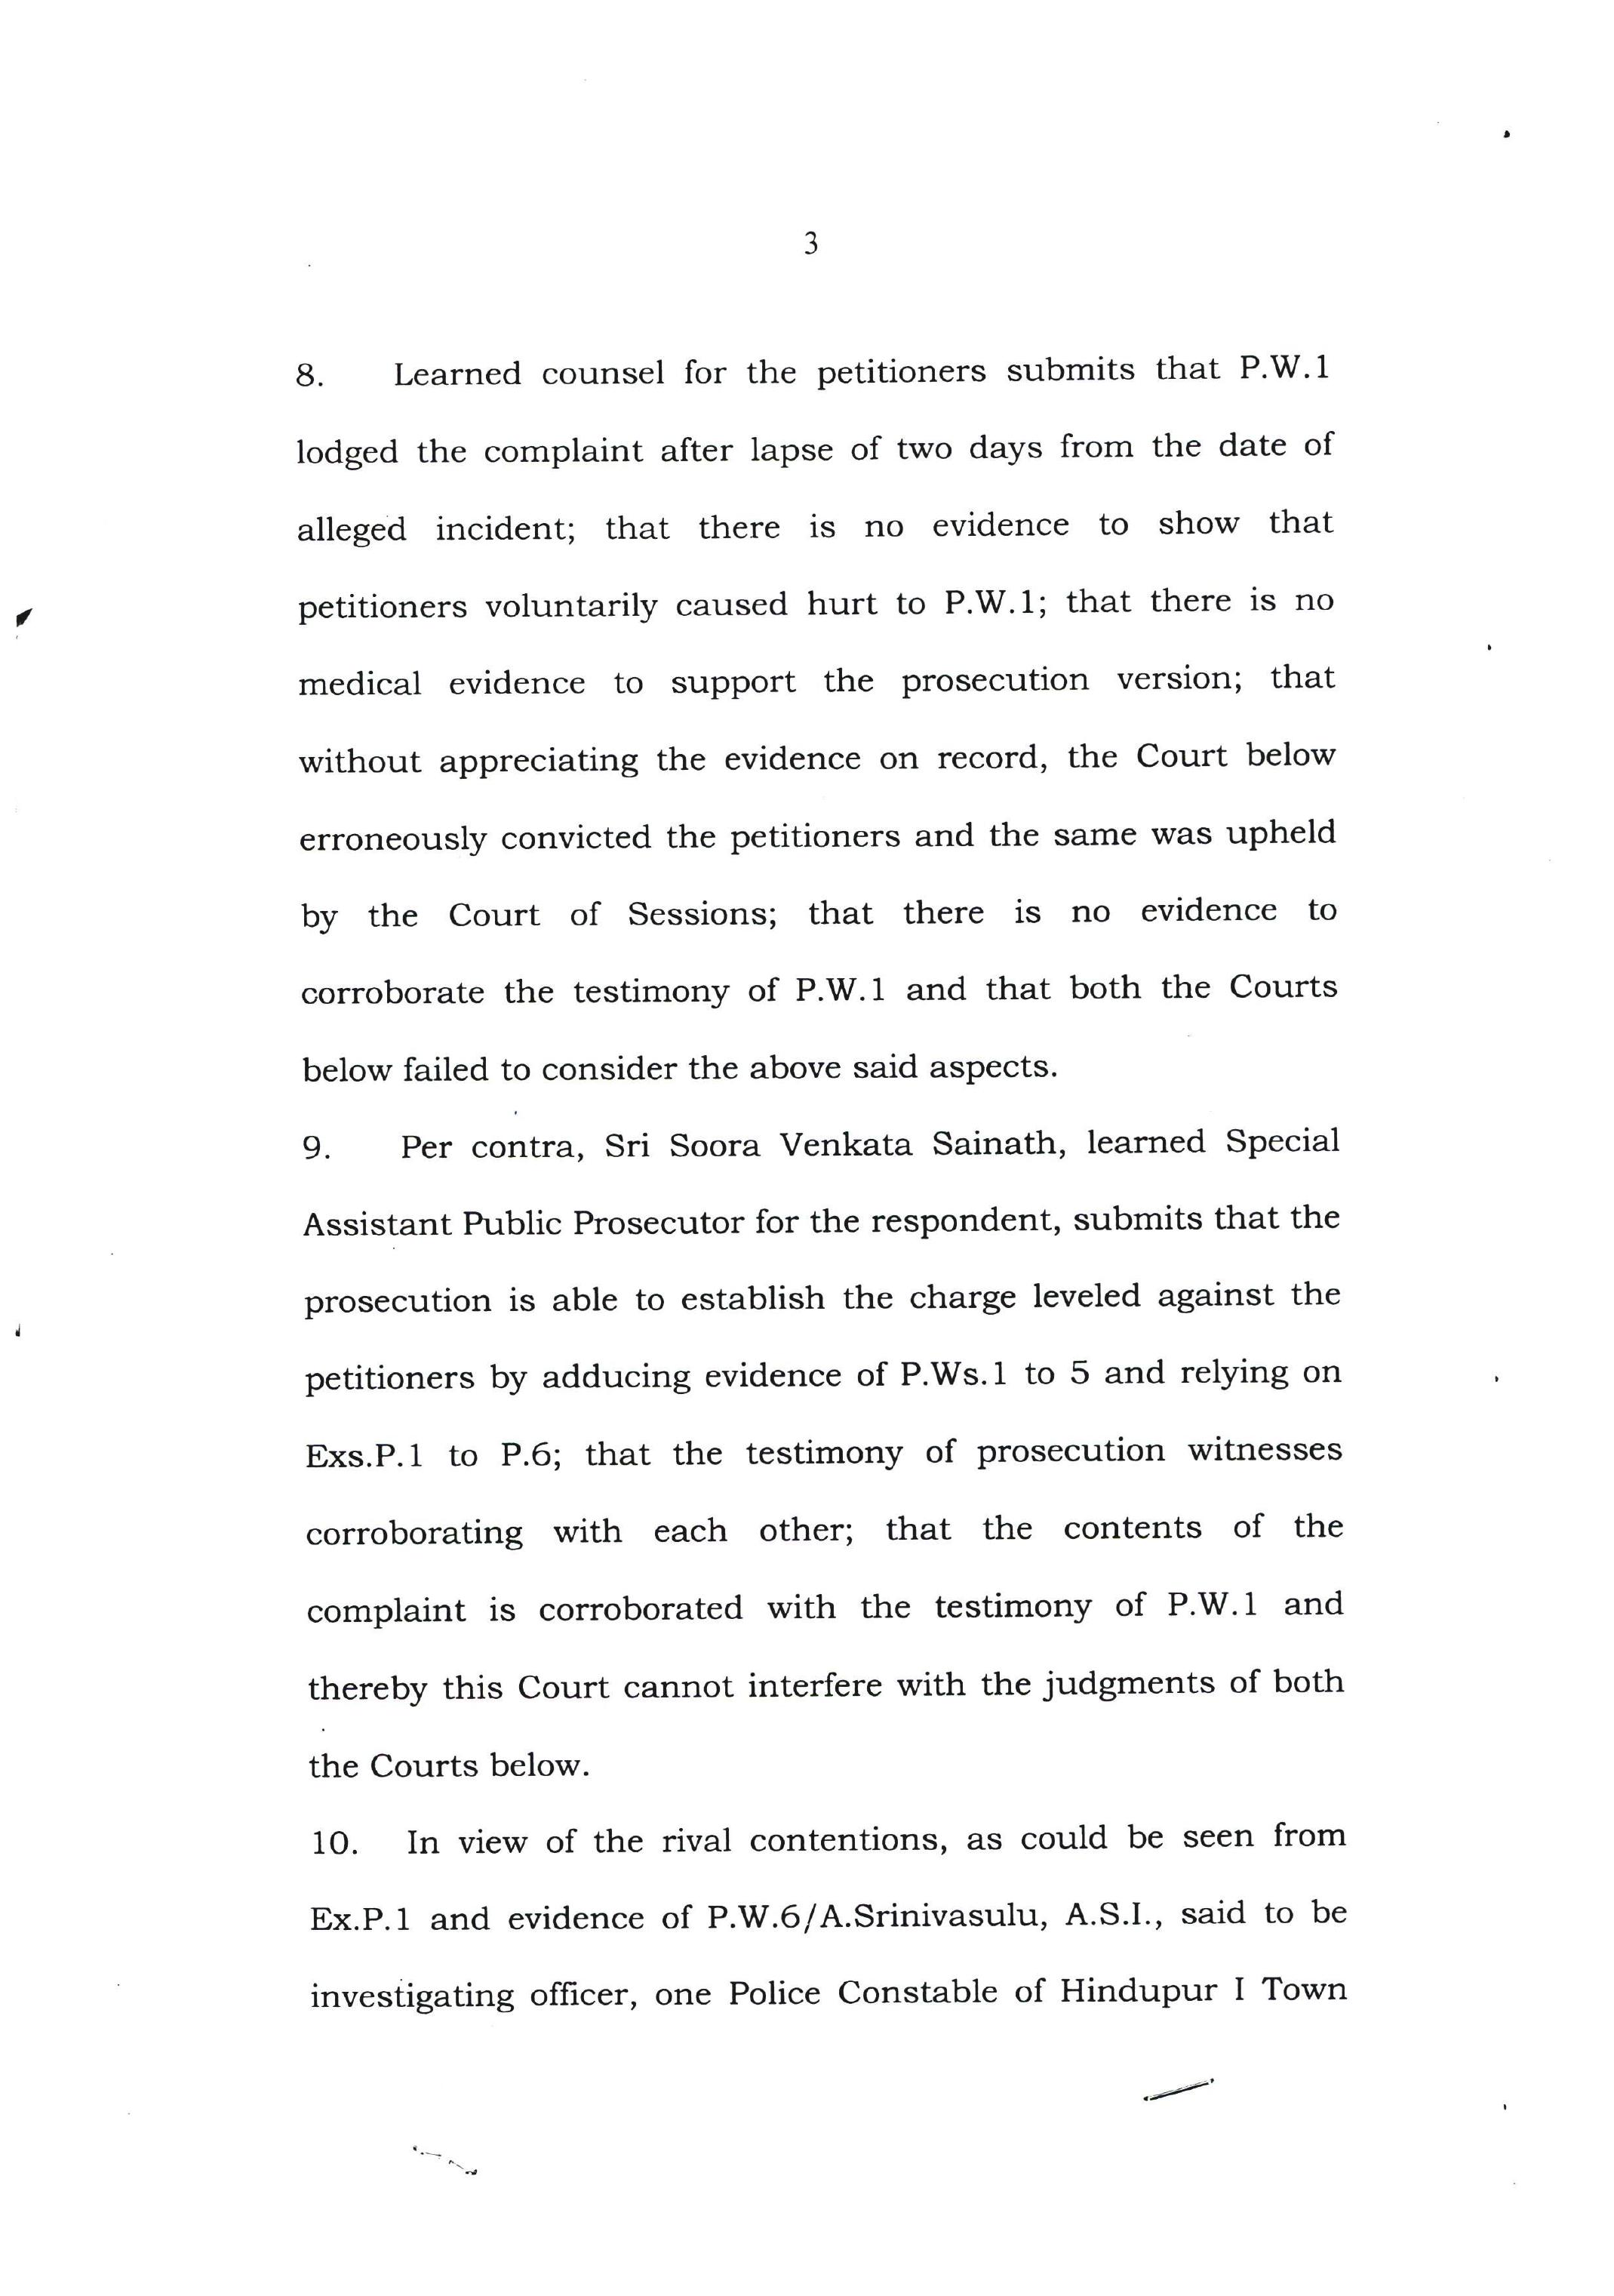 3
8. Learned counsel for the petitioners submits that P.W.1
lodged the complaint after lapse of two days from the date of
alleged incident; that there is no evidence to show that
petitioners voluntarily caused hurt to P.W.1; that there is no
medical evidence to support the prosecution version; that
without appreciating the evidence on record, the Court below
erroneously convicted the petitioners and the same was upheld
by the Court of Sessions; that there is no evidence to
corroborate the testimony of P.W.1 and that both the Courts
below failed to consider the above said aspects.
9. Per contra, Sri Soora Venkata Sainath, learned Special
Assistant Public Prosecutor for the respondent, submits that the
prosecution is able to establish the charge leveled against the
petitioners by adducing evidence of P.Ws.1 to 5 and relying on
Exs.P.1 to P.6; that the testimony of prosecution witnesses
corroborating with each other; that the contents of the
complaint is corroborated with the testimony of P.W.1 and
thereby this Court cannot interfere with the judgments of both
the Courts below.
10. In view of the rival contentions, as could be seen from
Ex.P.1 and evidence of P.W.6/A.Srinivasulu, A.S.I., said to be
investigating officer, one Police Constable of Hindupur I Town